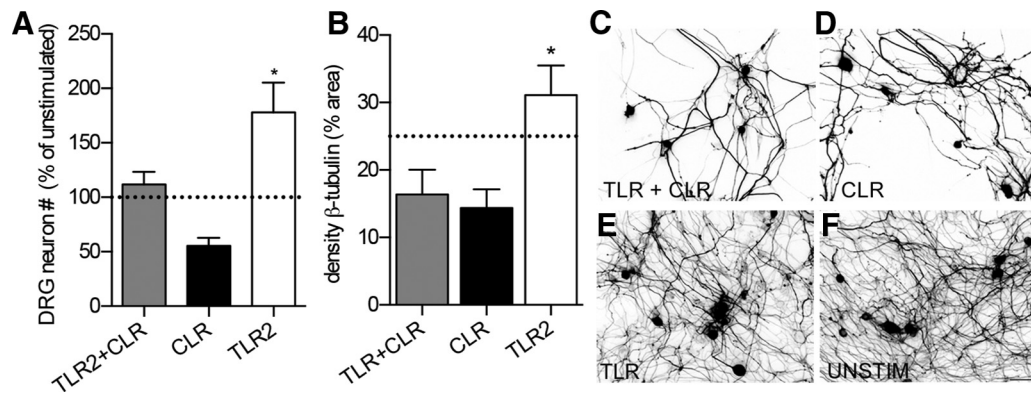 A
DRG neuron # (% of unstimulated)
250
200
150
100
50
0
*
TLR2+CLR
CLR
TLR2
B
density β-tubulin (% area)
40
30
20
10
0
*
TLR+CLR
CLR
TLR2
C
TLR + CLR
D
CLR
E
TLR
F
UNSTIM